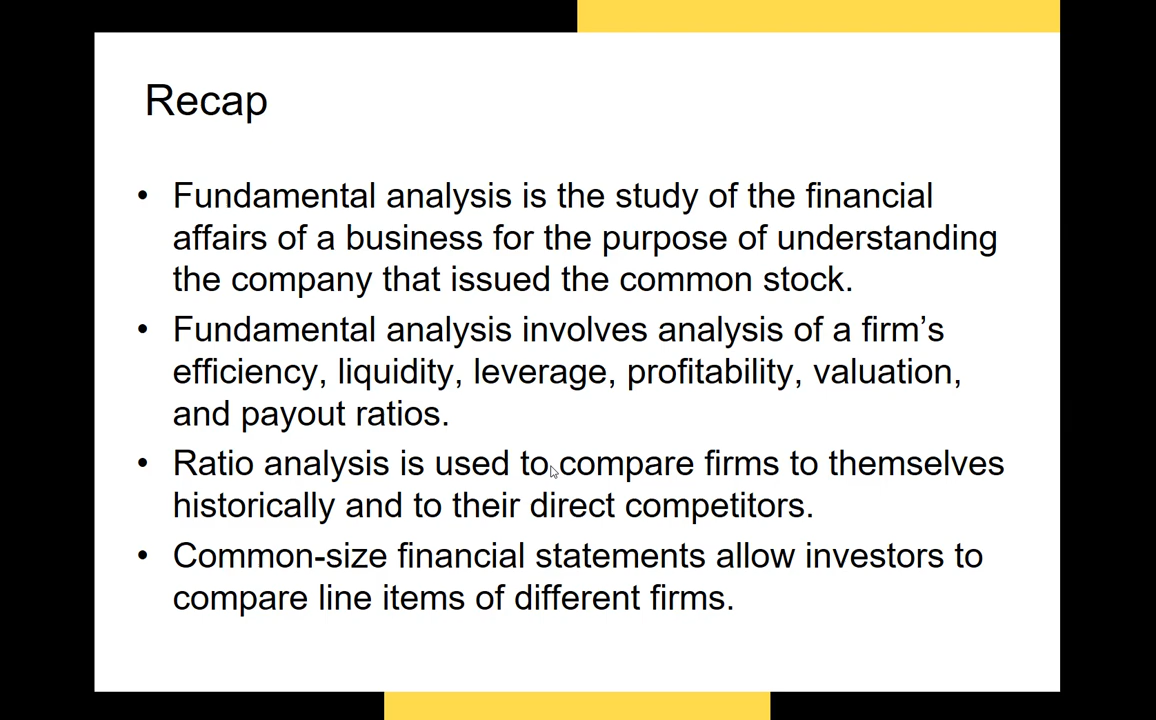 Recap
• Fundamental analysis is the study of the financial
affairs of a business for the purpose of understanding
the company that issued the common stock.
• Fundamental analysis involves analysis of a firm’s
efficiency, liquidity, leverage, profitability, valuation,
and payout ratios.
• Ratio analysis is used to compare firms to themselves
historically and to their direct competitors.
• Common-size financial statements allow investors to
compare line items of different firms.